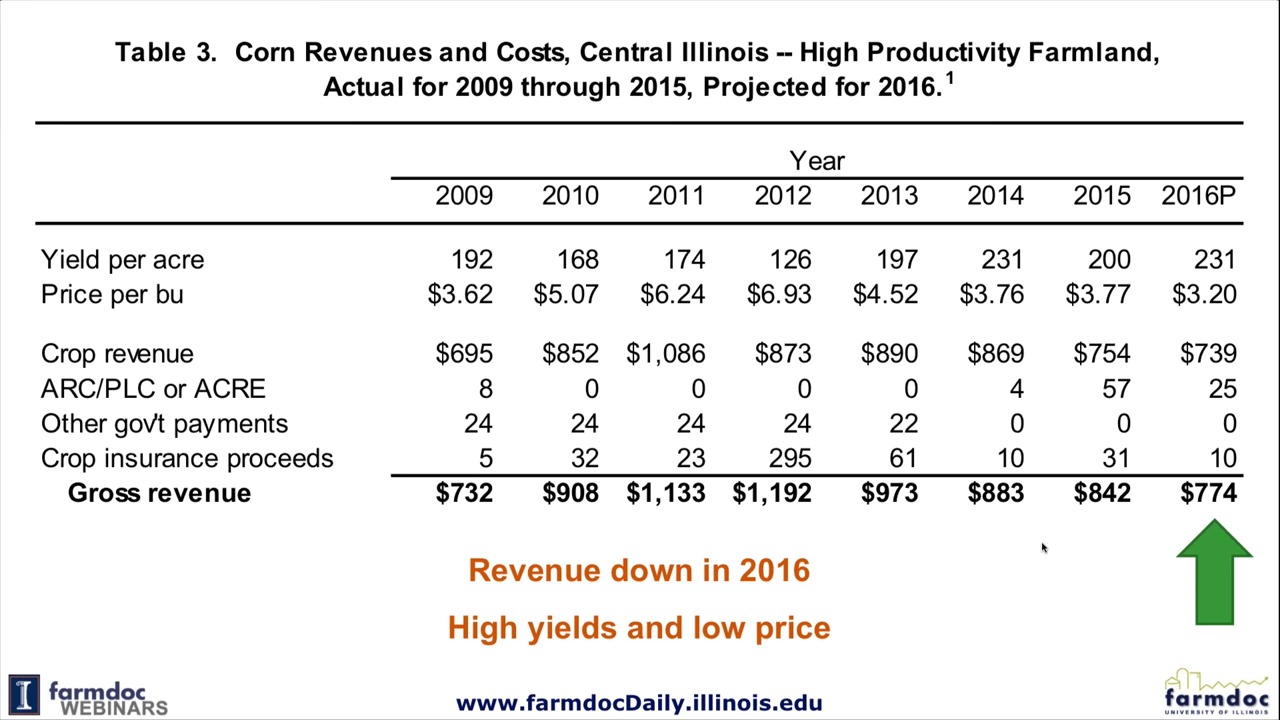 Table 3. Corn Revenues and Costs, Central Illinois -- High Productivity Farmland,
Actual for 2009 through 2015, Projected for 2016.1
Year
2009 2010 2011 2012 2013 2014 2015 2016P
Yield per acre 192 168 174 126 197 231 200 231
Price per bu $3.62 $5.07 $6.24 $6.93 $4.52 $3.76 $3.77 $3.20
Crop revenue $695 $852 $1,086 $873 $890 $869 $754 $739
ARC/PLC or ACRE 8 0 0 0 0 4 57 25
Other gov't payments 24 24 24 24 22 0 0 0
Crop insurance proceeds 5 32 23 295 61 10 31 10
Gross revenue $732 $908 $1,133 $1,192 $973 $883 $842 $774
Revenue down in 2016
High yields and low price
I farmdoc
WEBINARS
www.farmdocDaily.illinois.edu
farmdoc
UNIVERSITY OF ILLINOIS